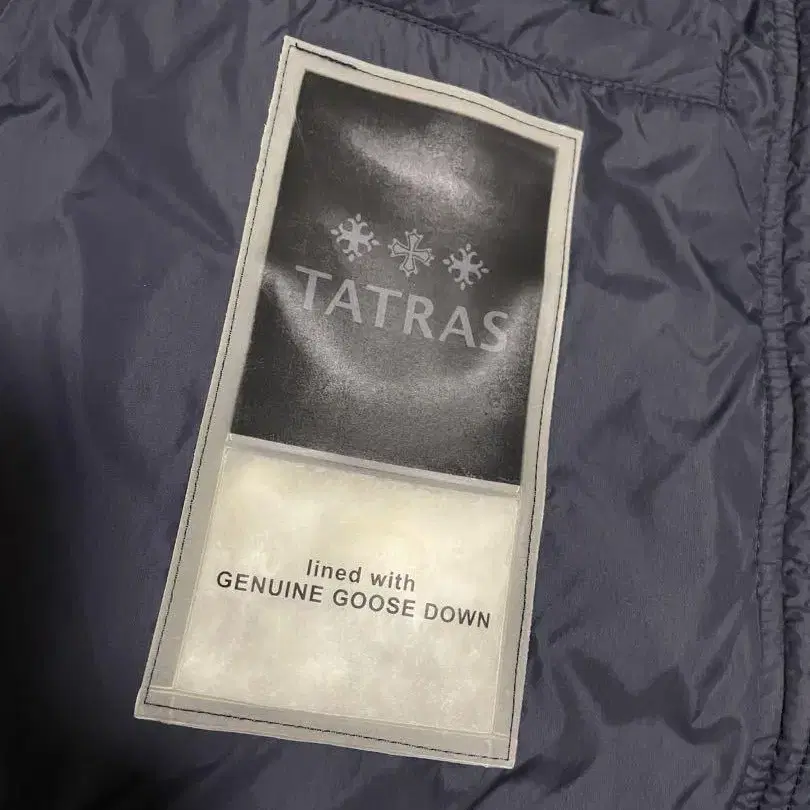 TATRAS
lined with
GENUINE GOOSE DOWN